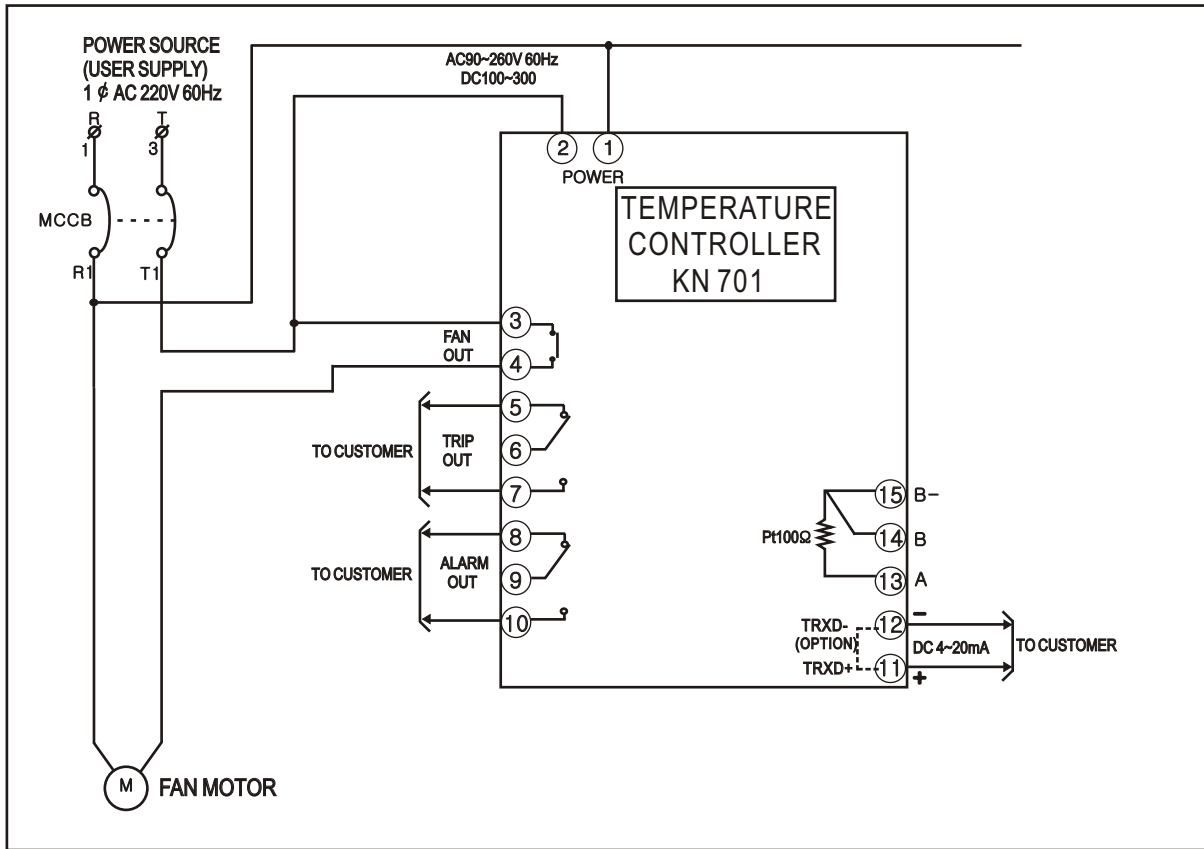 POWER SOURCE
(USER SUPPLY)
1 ¢ AC 220V 60Hz
R
T
1
3
MCCB
R1
T1
AC90~260V 60Hz
DC100~300
2
1
POWER
TEMPERATURE
CONTROLLER
KN 701
3
FAN
OUT
4
5
TO CUSTOMER
TRIP
OUT
6
7
8
TO CUSTOMER
ALARM
OUT
9
10
15
B-
Pt100Ω
14
B
13
A
TRXD-
(OPTION)
12
-
DC 4~20mA
TO CUSTOMER
TRXD+
11
+
M
FAN MOTOR